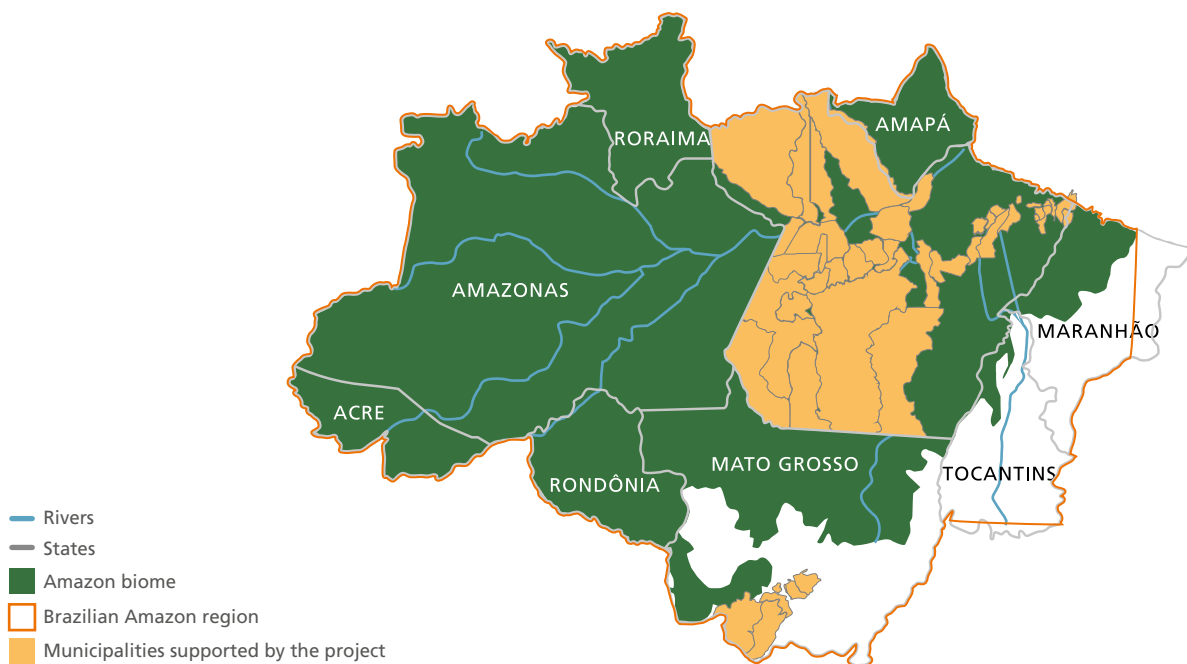 RORAIMA
AMAPÁ
AMAZONAS
MARANHÃO
ACRE
MATO GROSSO
TOCANTINS
RONDÔNIA
Rivers
States
Amazon biome
Brazilian Amazon region
Municipalities supported by the project